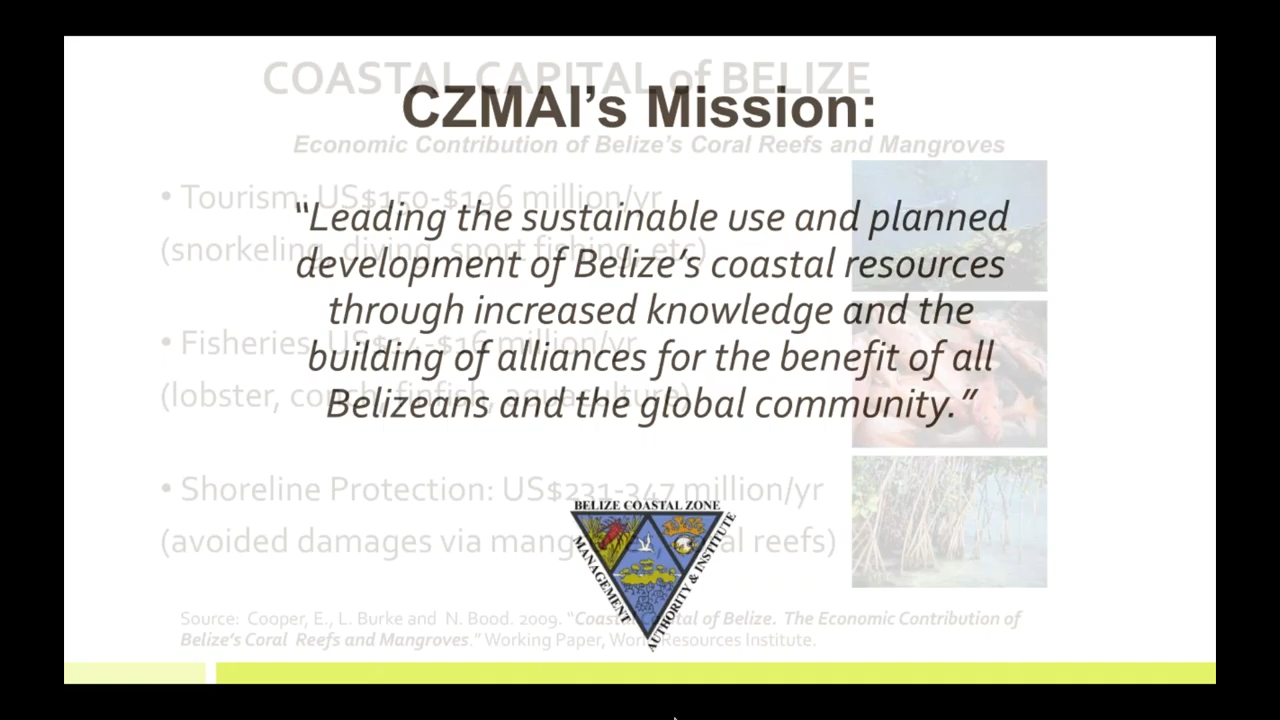 COASTAL CAPITAL of BELIZE
CZMAI's Mission:
Economic Contribution of Belize's Coral Reefs and Mangroves
• Tourism: US$150-$196 million/yr
(snorkeling, diving, sport fishing, etc)
"Leading the sustainable use and planned
development of Belize's coastal resources
through increased knowledge and the
building of alliances for the benefit of all
Belizeans and the global community."
• Fisheries: US$14-$16 million/yr
(lobster, conch, finfish, aquaculture)
• Shoreline Protection: US$231-347 million/yr
(avoided damages via coral reefs)
BELIZE COASTAL ZONE
MANAGEMENT
AUTHORITY & INSTITUTE
Source: Cooper, E., L. Burke and N. Bood. 2009. "Coastal Capital of Belize. The Economic Contribution of
Belize's Coral Reefs and Mangroves." Working Paper, World Resources Institute.